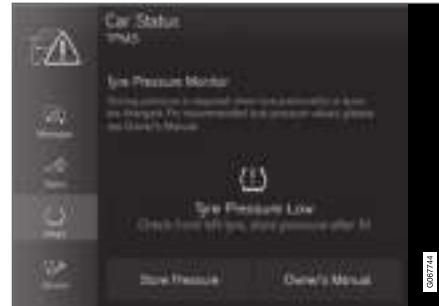 Car Status
TPMS
Tyre Pressure Monitor
Storing pressure is required when tyre pressure(s) or tyres
are changed. For recommended tyre pressure values, please
see Owner's Manual.
Messages
Status
TPMS
Tyre Pressure Low
Check front left tyre, store pressure after fill
Store Pressure
Owner's Manual
G067744